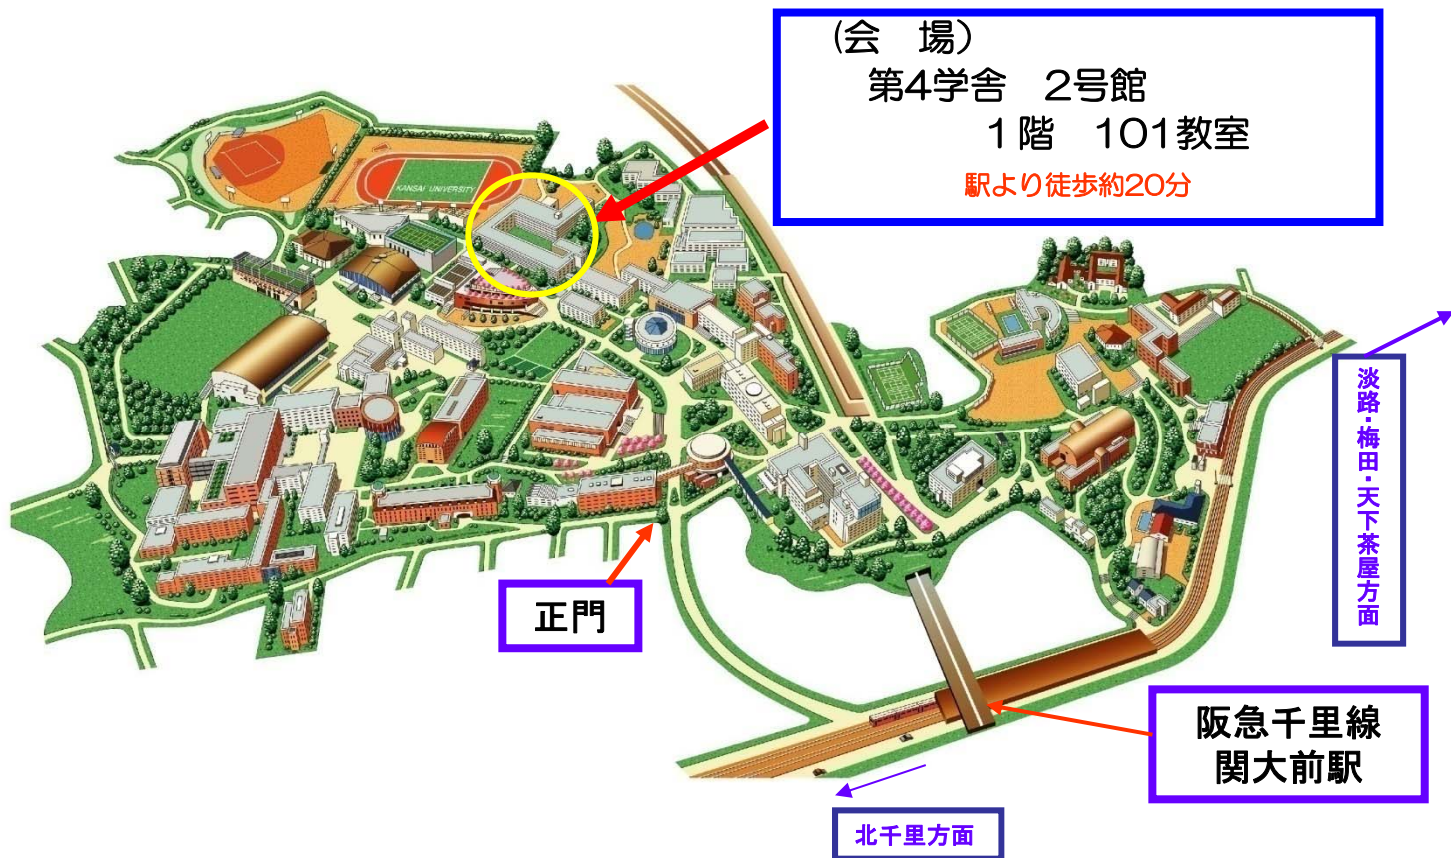 (会　場)
第4学舎　2号館
1階　101教室
駅より徒歩約20分
KANSAI UNIVERSITY
淡路・梅田・天下茶屋方面
正門
阪急千里線
関大前駅
北千里方面